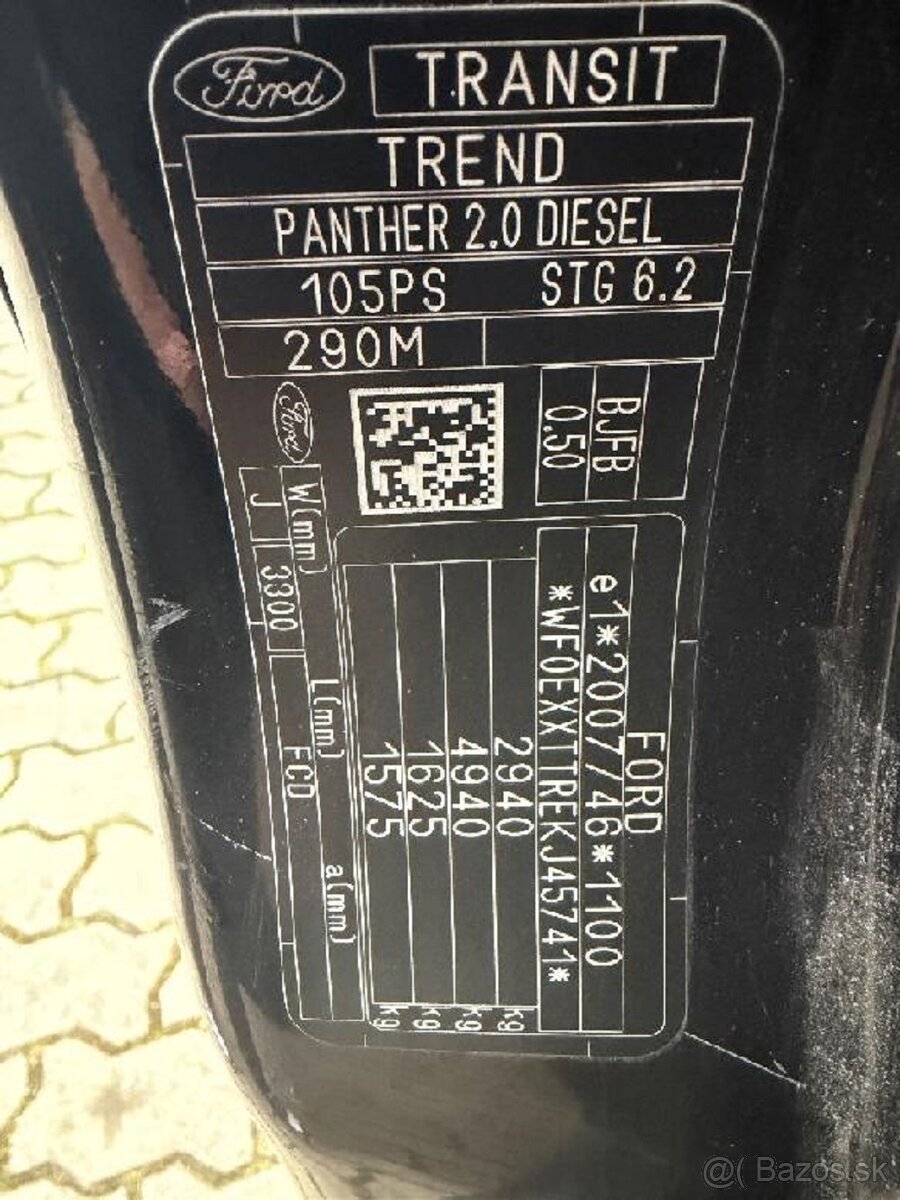 Ford TRANSIT
TREND
PANTHER 2.0 DIESEL
105PS STG 6.2
290M
BJFB
0.50
Ford
FORD
e1*2007/46*1100
*WF0EXXTTREKJ45741*
2940 kg
4940 kg
1625 kg
1575 kg
W(mm) L(mm) a(mm)
J 3300 FCD
@( Bazos.sk